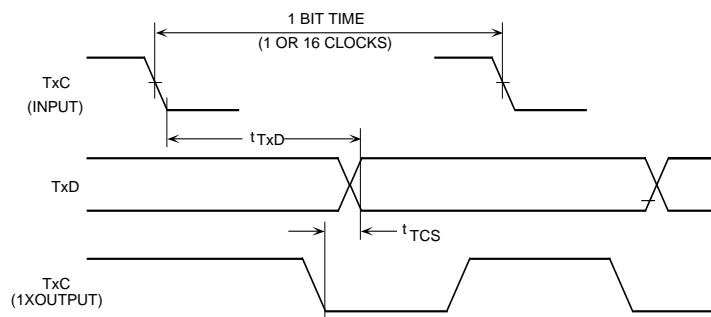 1 BIT TIME
(1 OR 16 CLOCKS)
TxC
(INPUT)
tTxD
TxD
tTCS
TxC
(1XOUTPUT)